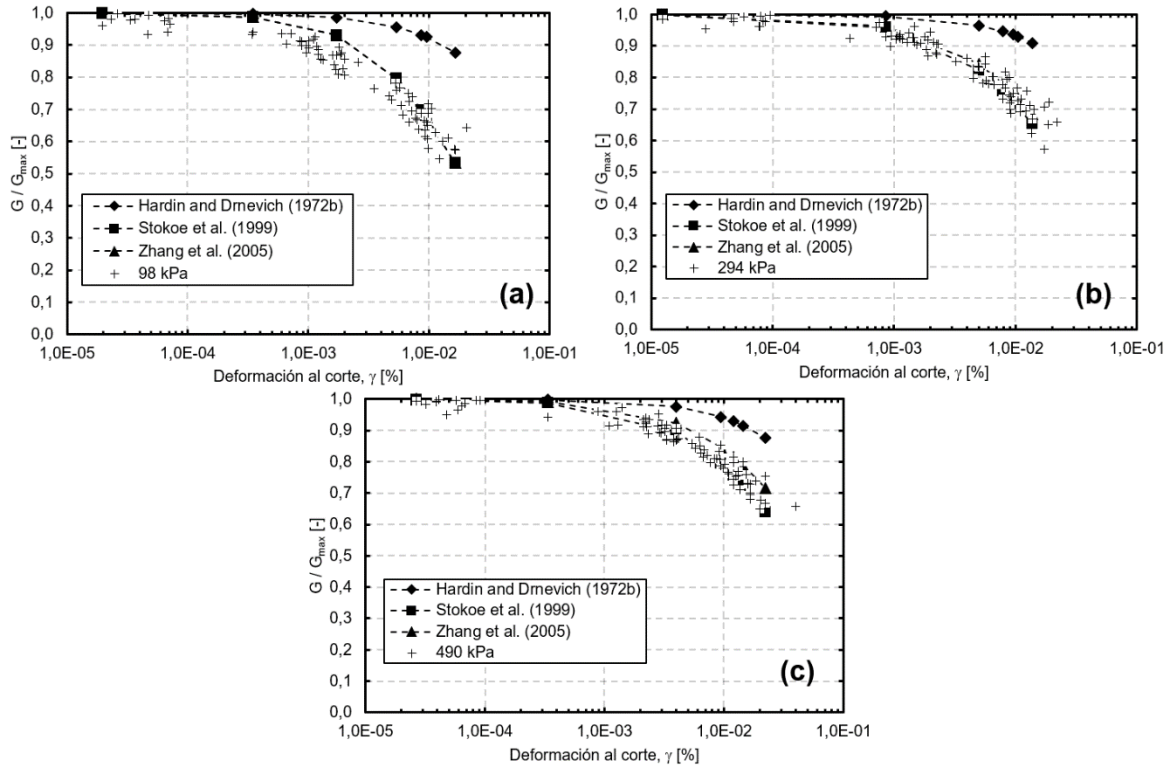 1,0
0,9
0,8
0,7
0,6
0,5
0,4
0,3
0,2
0,1
0,0
G / Gmax [-]
Hardin and Drnevich (1972b)
Stokoe et al. (1999)
Zhang et al. (2005)
98 kPa
(a)
1,0E-05 1,0E-04 1,0E-03 1,0E-02 1,0E-01
Deformación al corte, γ [%]
1,0
0,9
0,8
0,7
0,6
0,5
0,4
0,3
0,2
0,1
0,0
G / Gmax [-]
Hardin and Drnevich (1972b)
Stokoe et al. (1999)
Zhang et al. (2005)
294 kPa
(b)
1,0E-05 1,0E-04 1,0E-03 1,0E-02 1,0E-01
Deformación al corte, γ [%]
1,0
0,9
0,8
0,7
0,6
0,5
0,4
0,3
0,2
0,1
0,0
G / Gmax [-]
Hardin and Drnevich (1972b)
Stokoe et al. (1999)
Zhang et al. (2005)
490 kPa
(c)
1,0E-05 1,0E-04 1,0E-03 1,0E-02 1,0E-01
Deformación al corte, γ [%]